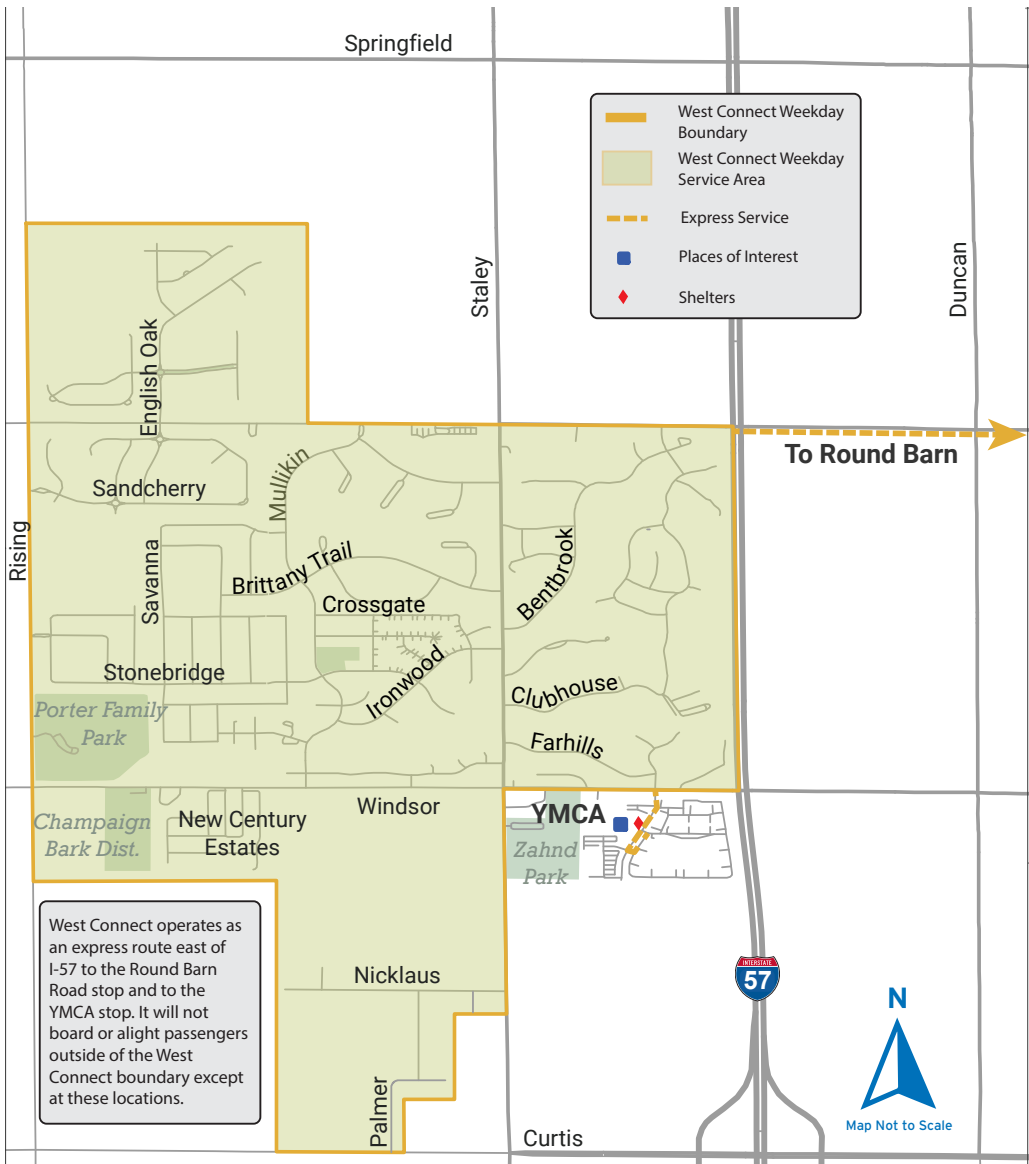 Springfield
West Connect Weekday
Boundary
West Connect Weekday
Service Area
Express Service
Places of Interest
Shelters
Staley
Duncan
English Oak
To Round Barn
Mullikin
Sandcherry
Rising
Savanna
Brittany Trail
Bentbrook
Crossgate
Stonebridge
Ironwood
Clubhouse
Porter Family
Park
Farhills
Windsor
YMCA
Champaign
Bark Dist.
New Century
Estates
Zahnd
Park
West Connect operates as
an express route east of
I-57 to the Round Barn
Road stop and to the
YMCA stop. It will not
board or alight passengers
outside of the West
Connect boundary except
at these locations.
Nicklaus
INTERSTATE
57
N
Map Not to Scale
Palmer
Curtis